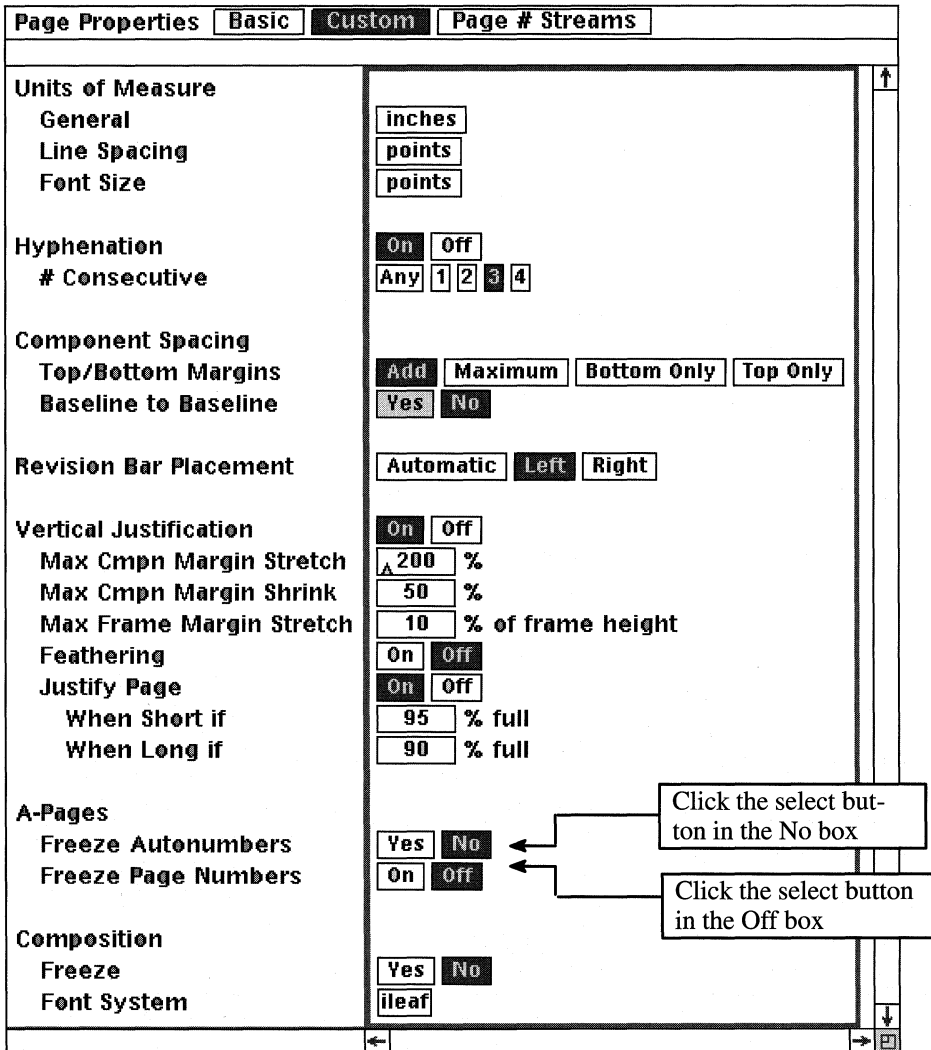 Page Properties Basic Custom Page # Streams
Units of Measure
General inches
Line Spacing points
Font Size points
Hyphenation On Off
# Consecutive Any 1 2 3 4
Component Spacing
Top/Bottom Margins Add Maximum Bottom Only Top Only
Baseline to Baseline Yes No
Revision Bar Placement Automatic Left Right
Vertical Justification On Off
Max Cmpn Margin Stretch 200 %
Max Cmpn Margin Shrink 50 %
Max Frame Margin Stretch 10 % of frame height
Feathering On Off
Justify Page On Off
When Short if 95 % full
When Long if 90 % full
A-Pages
Freeze Autonumbers Yes No
Click the select but-
ton in the No box
Freeze Page Numbers On Off
Click the select button
in the Off box
Composition
Freeze Yes No
Font System ileaf